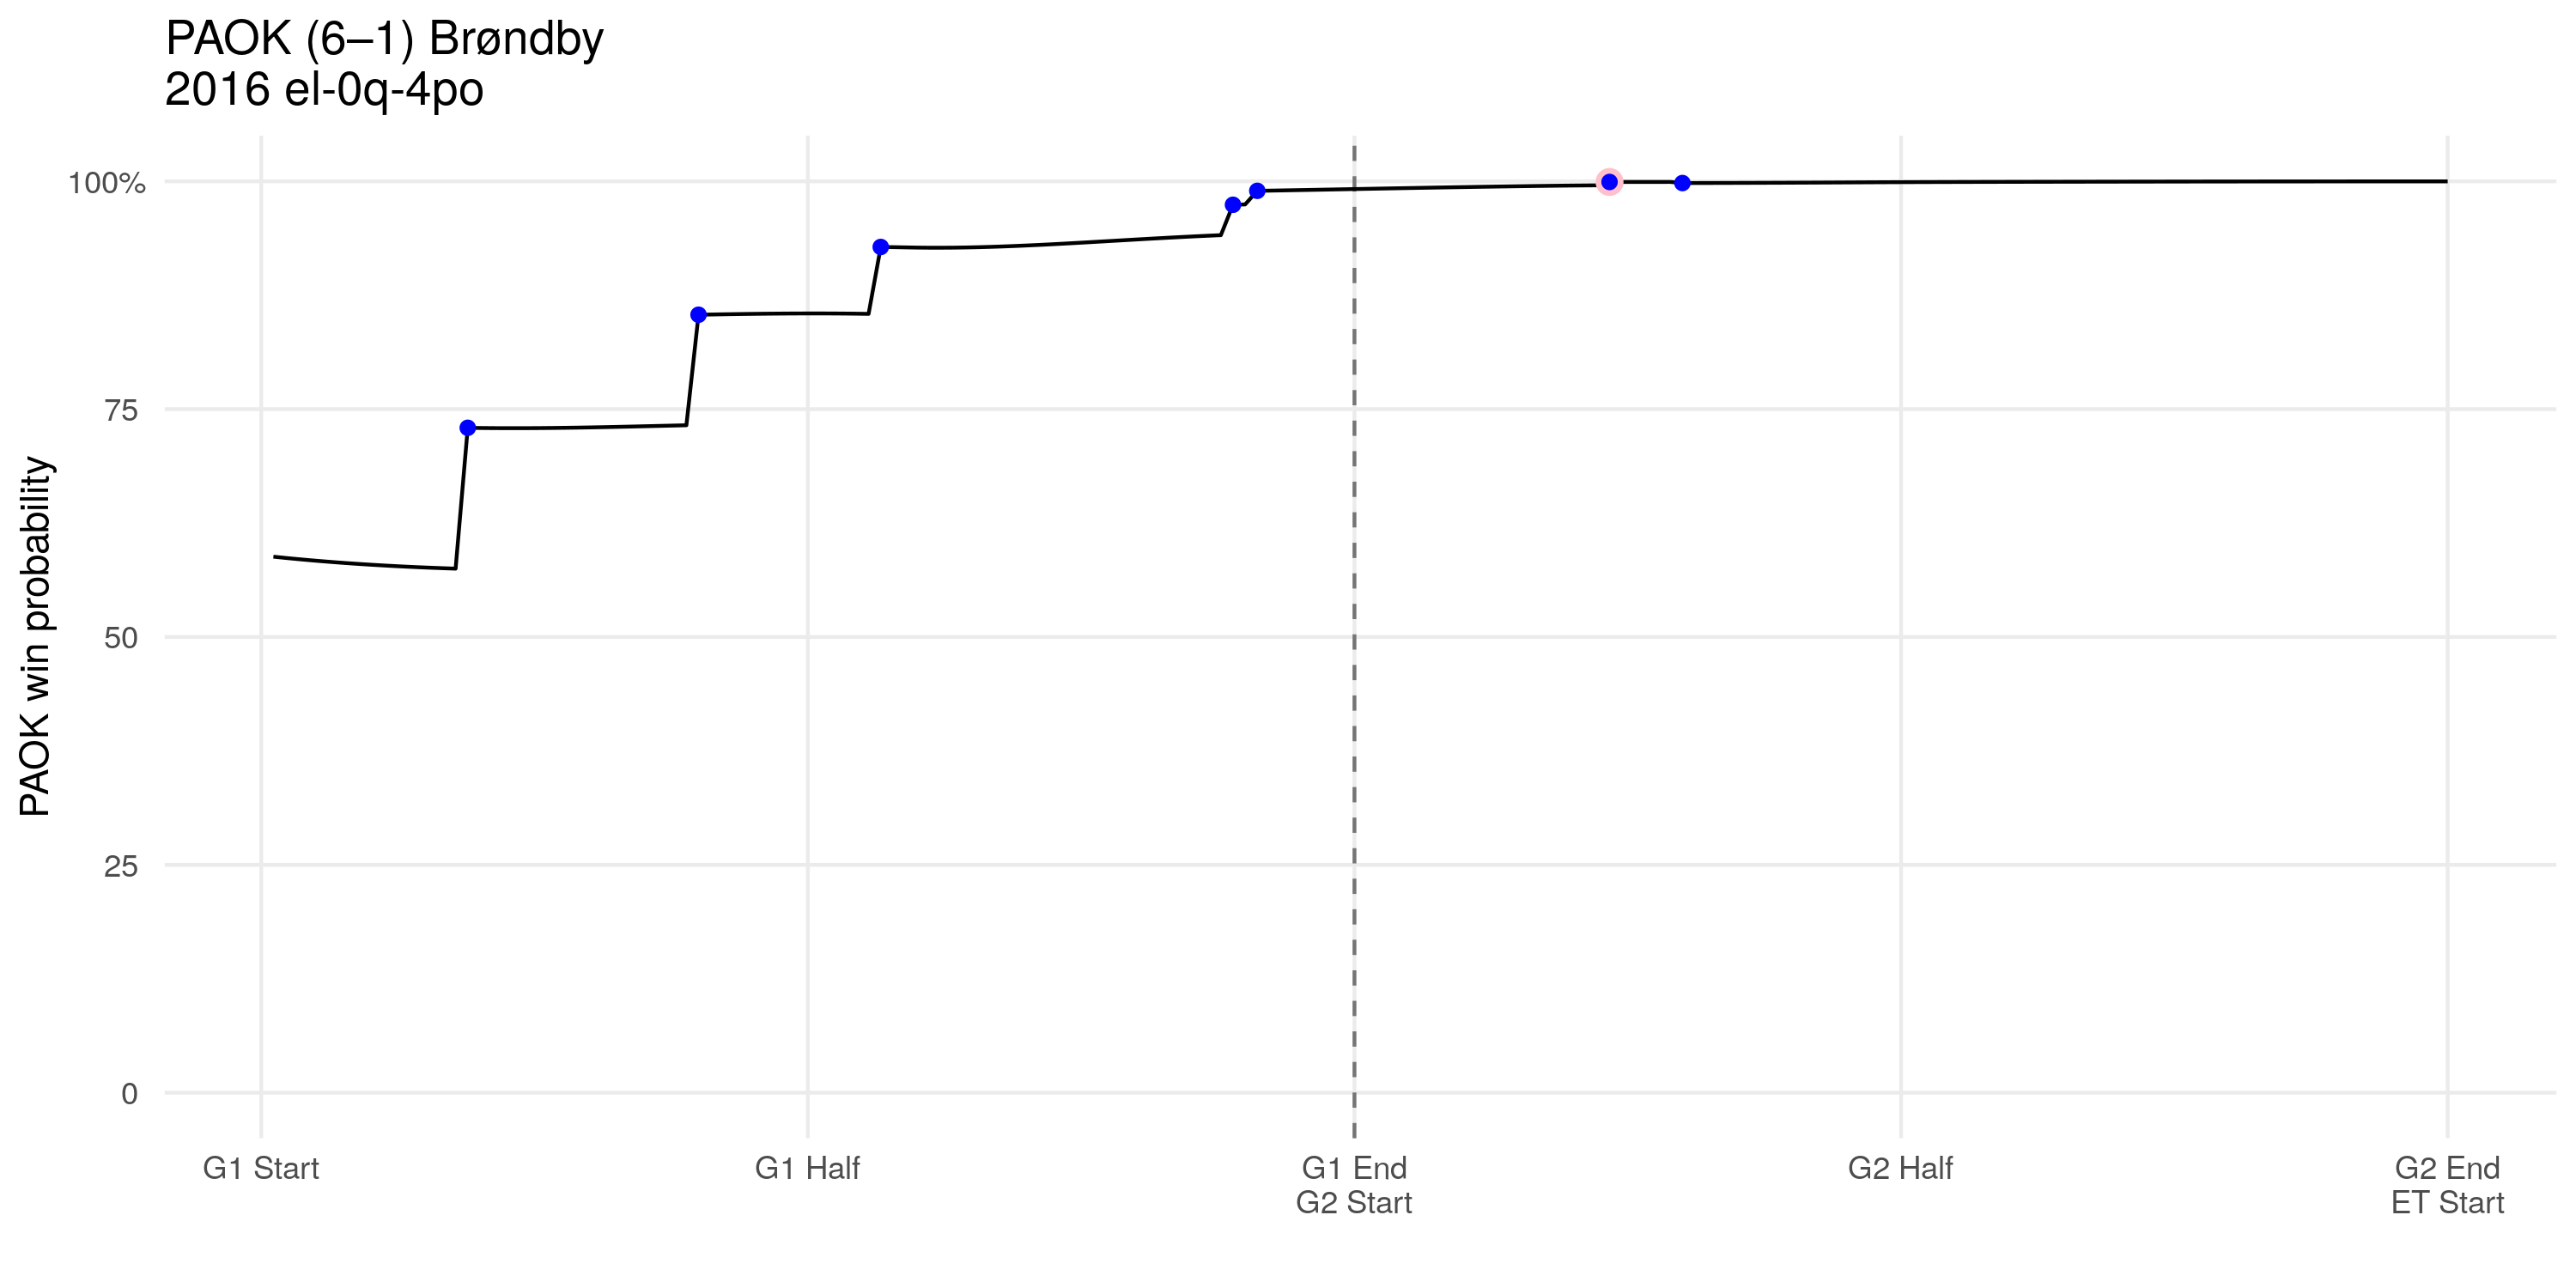 PAOK (6–1) Brøndby
2016 el-0q-4po
PAOK win probability
100%
75
50
25
0
G1 Start
G1 Half
G1 End
G2 Start
G2 Half
G2 End
ET Start